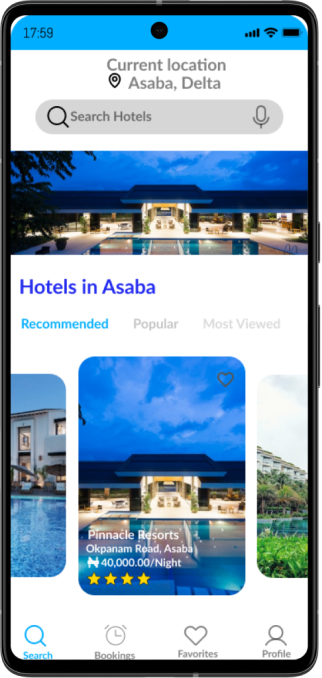 17:59
Current location
Asaba, Delta
Search Hotels
Hotels in Asaba
Recommended Popular Most Viewed
Pinnacle Resorts
Okpanam Road, Asaba
₦ 40,000.00/Night
Search Bookings Favorites Profile